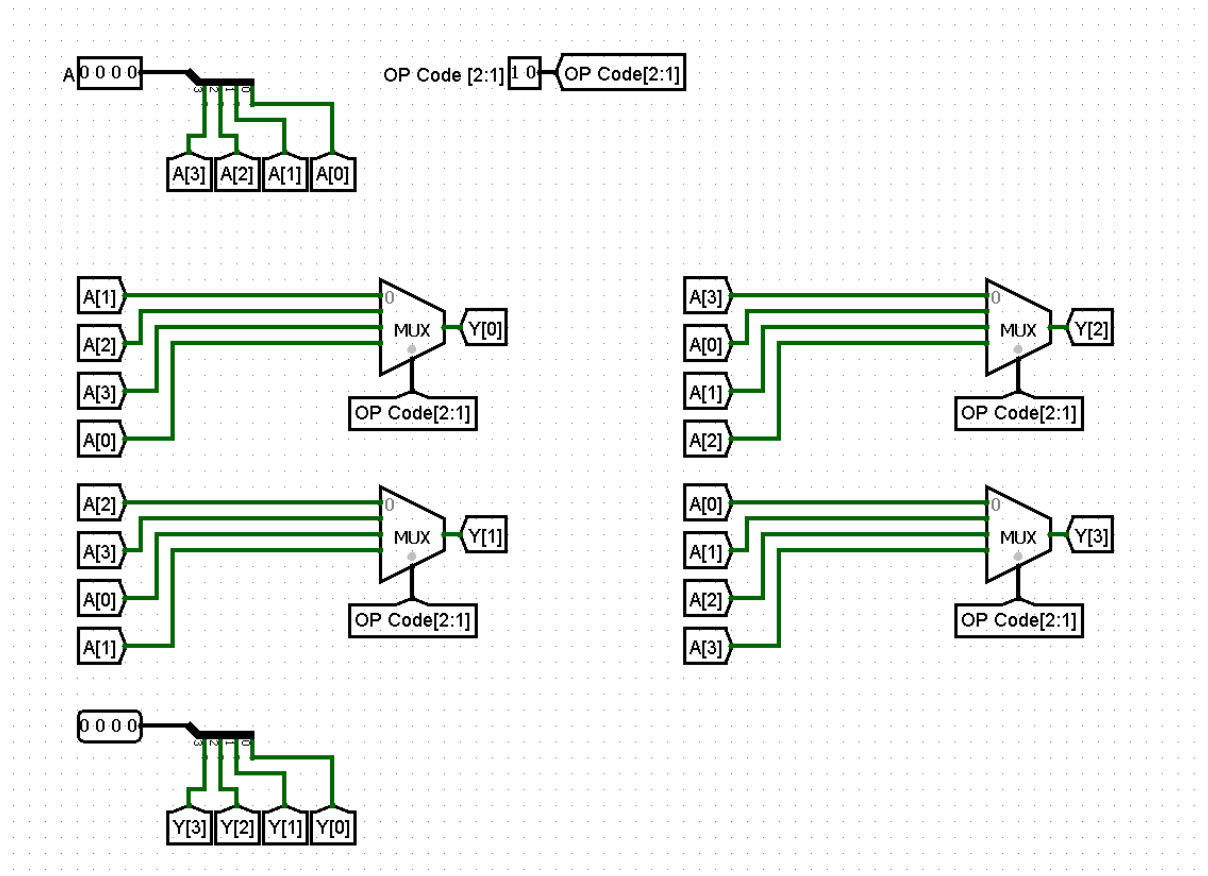 A 0 0 0 0
OP Code [2:1] 1 0 OP Code[2:1]
3 2 1 0
A[3] A[2] A[1] A[0]
A[1]
A[2]
A[3]
A[0]
0
MUX
Y[0]
OP Code[2:1]
A[3]
A[0]
A[1]
A[2]
0
MUX
Y[2]
OP Code[2:1]
A[2]
A[3]
A[0]
A[1]
0
MUX
Y[1]
OP Code[2:1]
A[0]
A[1]
A[2]
A[3]
0
MUX
Y[3]
OP Code[2:1]
0 0 0 0
3 2 1 0
Y[3] Y[2] Y[1] Y[0]